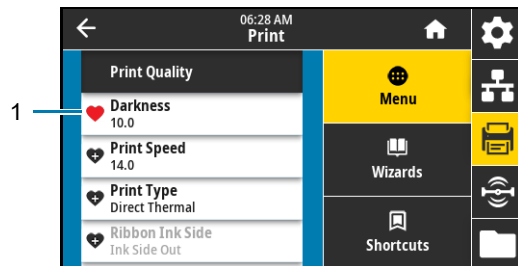 06:28 AM
Print
Print Quality
1
Darkness
10.0
Print Speed
14.0
Print Type
Direct Thermal
Ribbon Ink Side
Ink Side Out
Menu
Wizards
Shortcuts